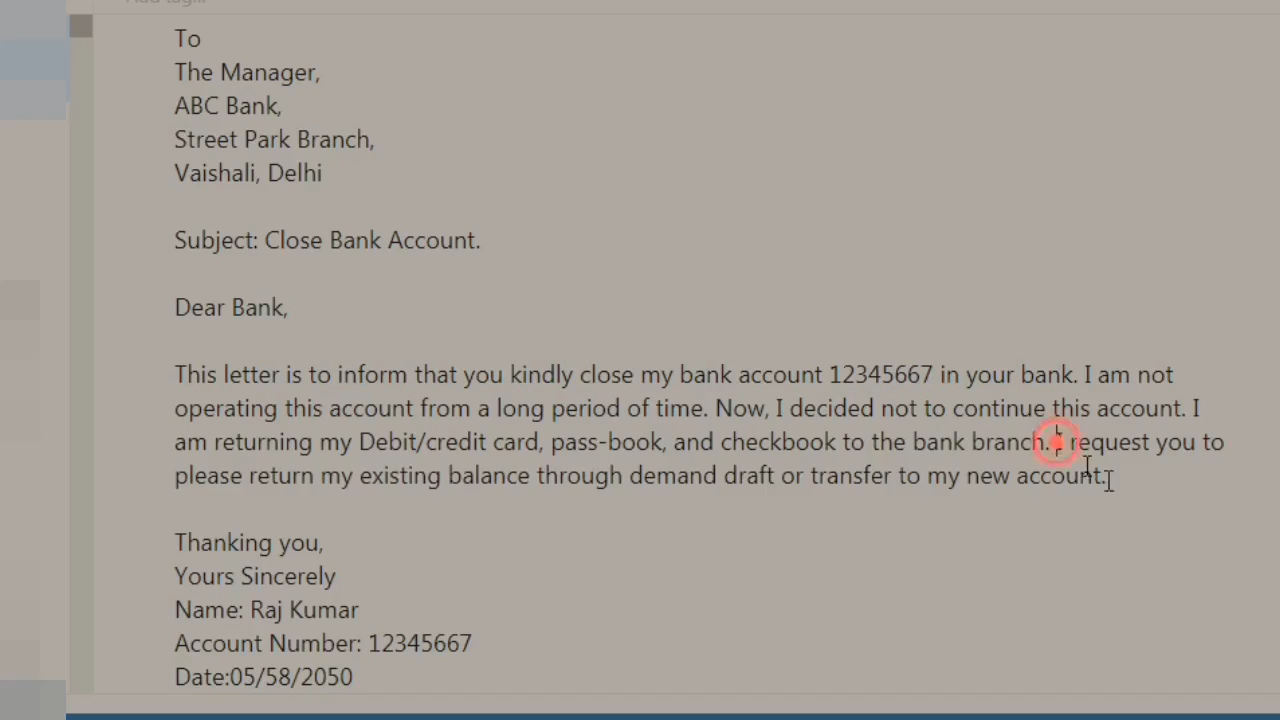 To
The Manager,
ABC Bank,
Street Park Branch,
Vaishali, Delhi
Subject: Close Bank Account.
Dear Bank,
This letter is to inform that you kindly close my bank account 12345667 in your bank. I am not
operating this account from a long period of time. Now, I decided not to continue this account. I
am returning my Debit/credit card, pass-book, and checkbook to the bank branch. request you to
please return my existing balance through demand draft or transfer to my new account.
Thanking you,
Yours Sincerely
Name: Raj Kumar
Account Number: 12345667
Date:05/58/2050